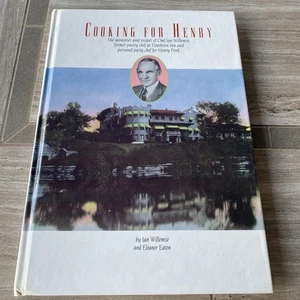 COOKING FOR HENRY
The memories and recipes of Chef Jan Willemse,
former pastry chef at Dearborn Inn and
personal party chef for Henry Ford.
by Jan Willemse
and Eleanor Eaton